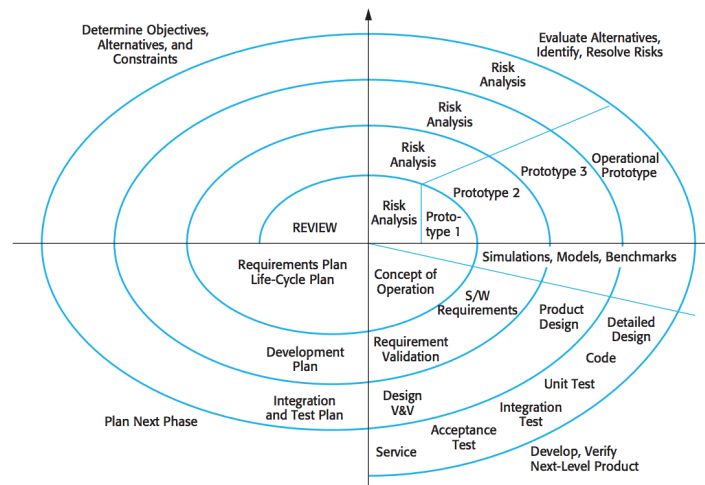 Determine Objectives,
Alternatives, and
Constraints
Evaluate Alternatives,
Identify, Resolve Risks
Risk
Analysis
Risk
Analysis
Risk
Analysis
Risk
Analysis
Proto-
type 1
Prototype 2
Prototype 3
Operational
Prototype
REVIEW
Requirements Plan
Life-Cycle Plan
Concept of
Operation
Simulations, Models, Benchmarks
S/W
Requirements
Product
Design
Detailed
Design
Development
Plan
Requirement
Validation
Code
Unit Test
Integration
and Test Plan
Design
V&V
Integration
Test
Acceptance
Test
Service
Plan Next Phase
Develop, Verify
Next-Level Product